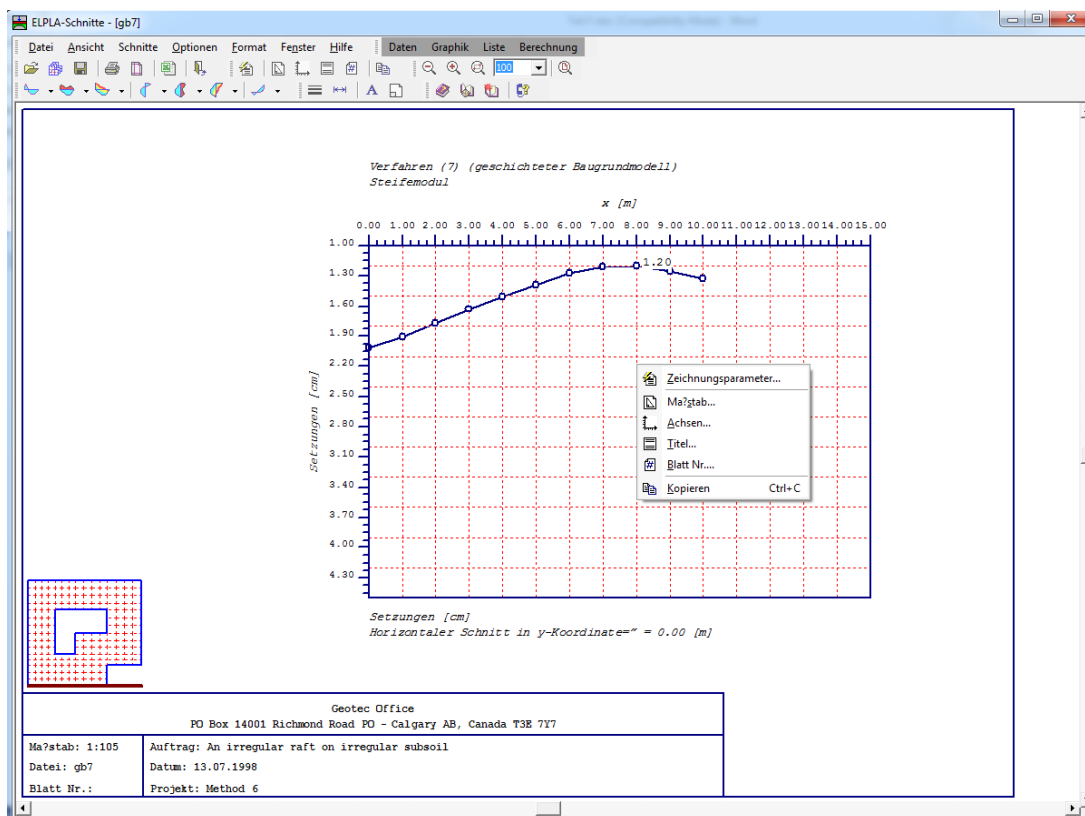 ELPLA-Schnitte - [gb7]
Datei Ansicht Schnitte Optionen Format Fenster Hilfe Daten Graphik Liste Berechnung
100
Verfahren (7) (geschichteter Baugrundmodell)
Steifemodul
x [m]
0.00 1.00 2.00 3.00 4.00 5.00 6.00 7.00 8.00 9.00 10.00 11.00 12.00 13.00 14.00 15.00
1.00
1.20
1.30
1.60
1.90
2.20
2.50
2.80
3.10
3.40
3.70
4.00
4.30
Setzungen [cm]
Zeichnungsparameter...
Ma?stab...
Achsen...
Titel...
Blatt Nr....
Kopieren Ctrl+C
Setzungen [cm]
Horizontaler Schnitt in y-Koordinate=" = 0.00 [m]
Geotec Office
PO Box 14001 Richmond Road PO - Calgary AB, Canada T3E 7Y7
Ma?stab: 1:105 Auftrag: An irregular raft on irregular subsoil
Datei: gb7 Datum: 13.07.1998
Blatt Nr.: Projekt: Method 6